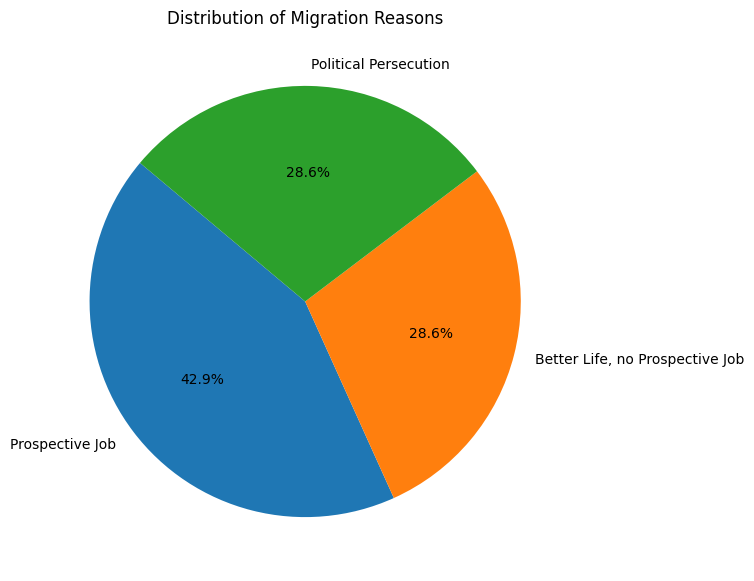 Distribution of Migration Reasons
Political Persecution
28.6%
28.6%
Better Life, no Prospective Job
42.9%
Prospective Job